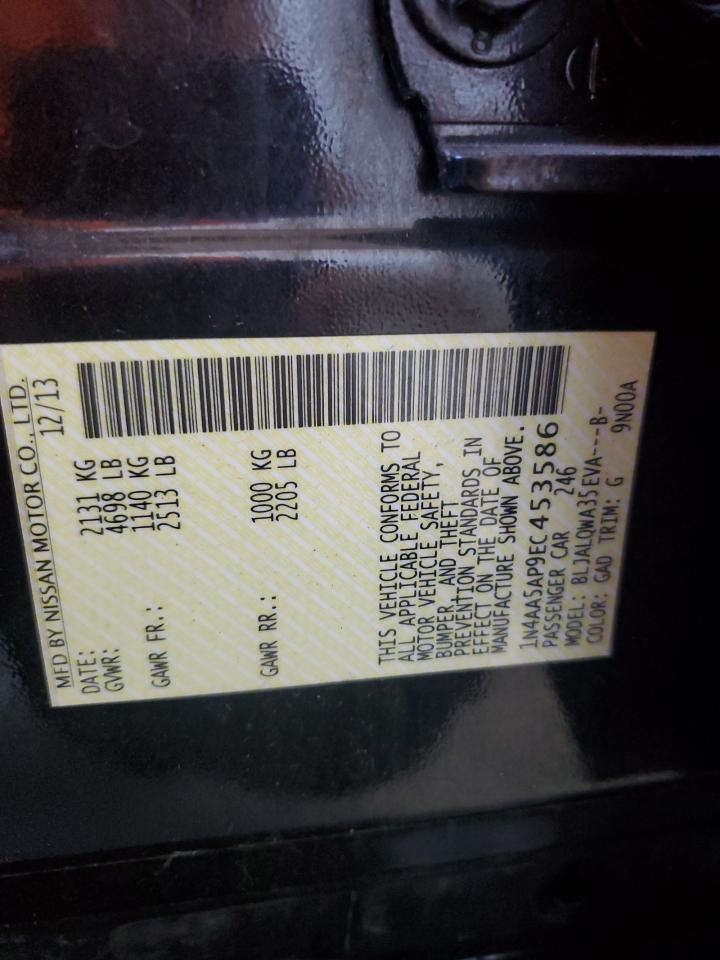 MFD BY NISSAN MOTOR CO., LTD.
DATE: 12/13
GVWR: 2131 KG
4698 LB
GAWR FR.: 1140 KG
2513 LB
GAWR RR.: 1000 KG
2205 LB
THIS VEHICLE CONFORMS TO
ALL APPLICABLE FEDERAL
MOTOR VEHICLE SAFETY,
BUMPER, AND THEFT
PREVENTION STANDARDS IN
EFFECT ON THE DATE OF
MANUFACTURE SHOWN ABOVE.
1N4AA5AP9EC453586
PASSENGER CAR 246
MODEL: BLJALQWA35EVA---B-
COLOR: GAD TRIM: G 9N00A